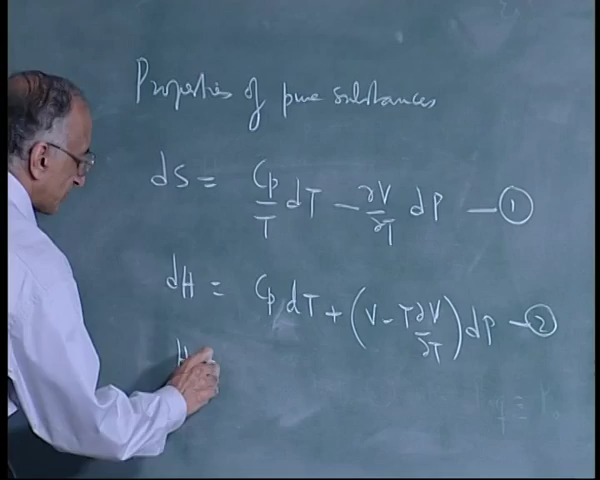 Properties of pure substances
dS = Cp/T dT - ∂V/∂T dP - ①
dH = Cp dT + (V - T ∂V/∂T) dP - ②
H